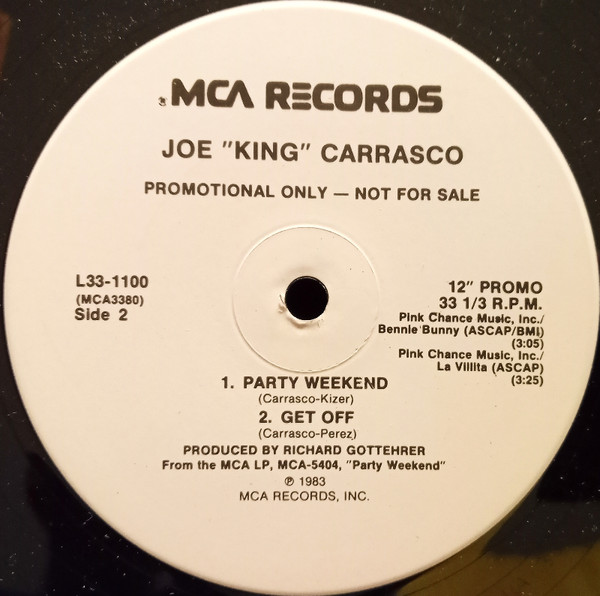 MCA RECORDS
JOE "KING" CARRASCO
PROMOTIONAL ONLY — NOT FOR SALE
L33-1100
(MCA3380)
Side 2
12" PROMO
33 1/3 R.P.M.
Pink Chance Music, Inc./
Bennie Bunny (ASCAP/BMI)
(3:05)
Pink Chance Music, Inc./
La Villita (ASCAP)
(3:25)
1. PARTY WEEKEND
(Carrasco-Kizer)
2. GET OFF
(Carrasco-Perez)
PRODUCED BY RICHARD GOTTEHRER
From the MCA LP, MCA-5404, "Party Weekend"
℗ 1983
MCA RECORDS, INC.